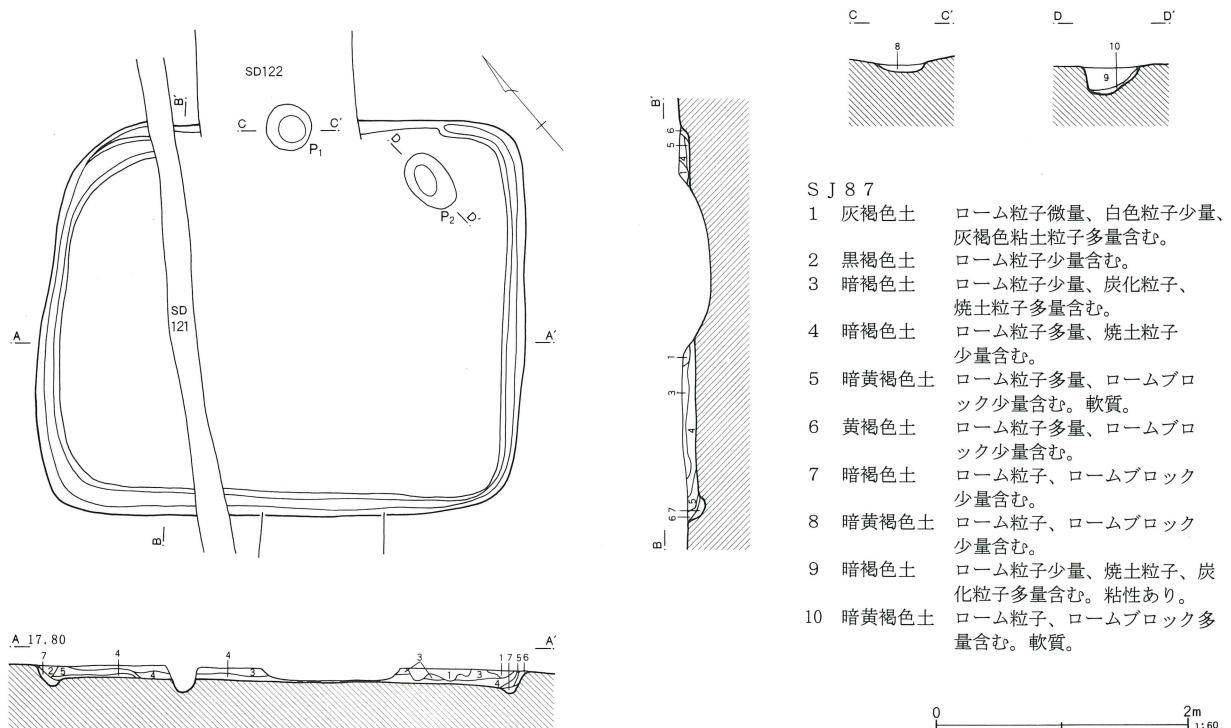 SD122
B′
C C′
P1
D
P2 D′
SD
121
A A′
B
A 17.80 A′
7 4 4 3 1 7 5 6
2 5 4 3 1 3
4
B′
6
5
4
1
1
3
4
5
6 7
B
C C′
8
D D′
10
9
SJ87
1 灰褐色土 ローム粒子微量、白色粒子少量、
灰褐色粘土粒子多量含む。
2 黒褐色土 ローム粒子少量含む。
3 暗褐色土 ローム粒子少量、炭化粒子、
焼土粒子多量含む。
4 暗褐色土 ローム粒子多量、焼土粒子
少量含む。
5 暗黄褐色土 ローム粒子多量、ロームブロ
ック少量含む。軟質。
6 黄褐色土 ローム粒子多量、ロームブロ
ック少量含む。
7 暗褐色土 ローム粒子、ロームブロック
少量含む。
8 暗黄褐色土 ローム粒子、ロームブロック
少量含む。
9 暗褐色土 ローム粒子少量、焼土粒子、炭
化粒子多量含む。粘性あり。
10 暗黄褐色土 ローム粒子、ロームブロック多
量含む。軟質。
0 2m
1:60